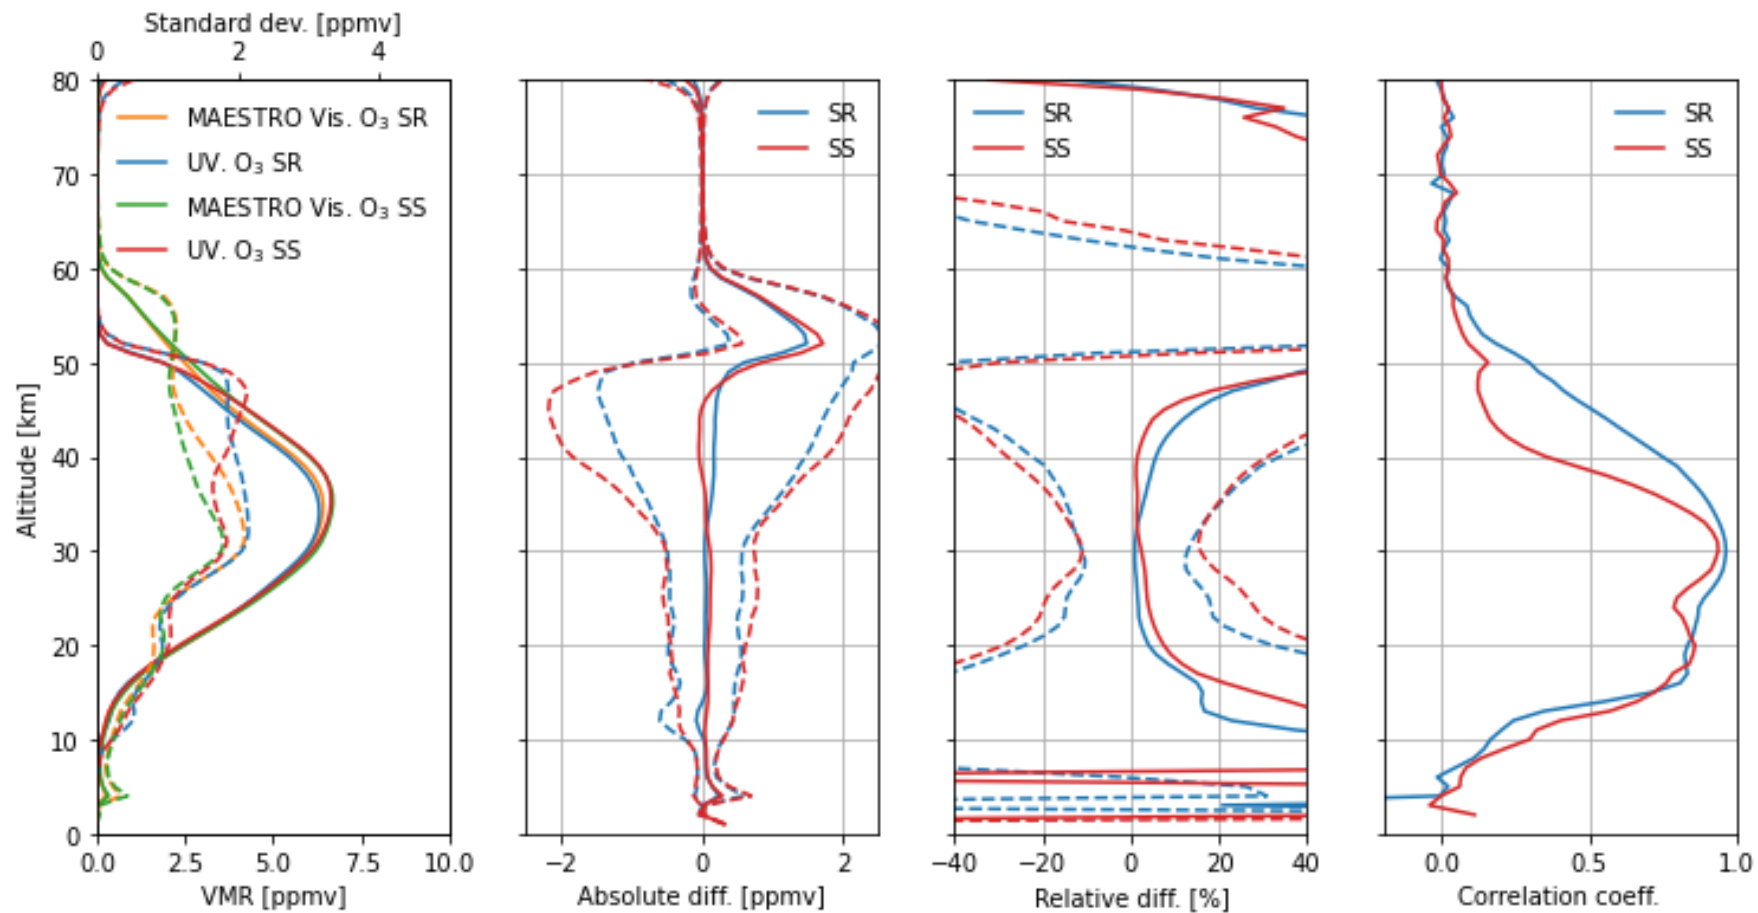 Standard dev. [ppmv]
0 2 4
80
70
60
50
40
30
20
10
0
Altitude [km]
MAESTRO Vis. O₃ SR
UV. O₃ SR
MAESTRO Vis. O₃ SS
UV. O₃ SS
0.0 2.5 5.0 7.5 10.0
VMR [ppmv]
SR
SS
−2 0 2
Absolute diff. [ppmv]
SR
SS
−40 −20 0 20 40
Relative diff. [%]
SR
SS
0.0 0.5 1.0
Correlation coeff.